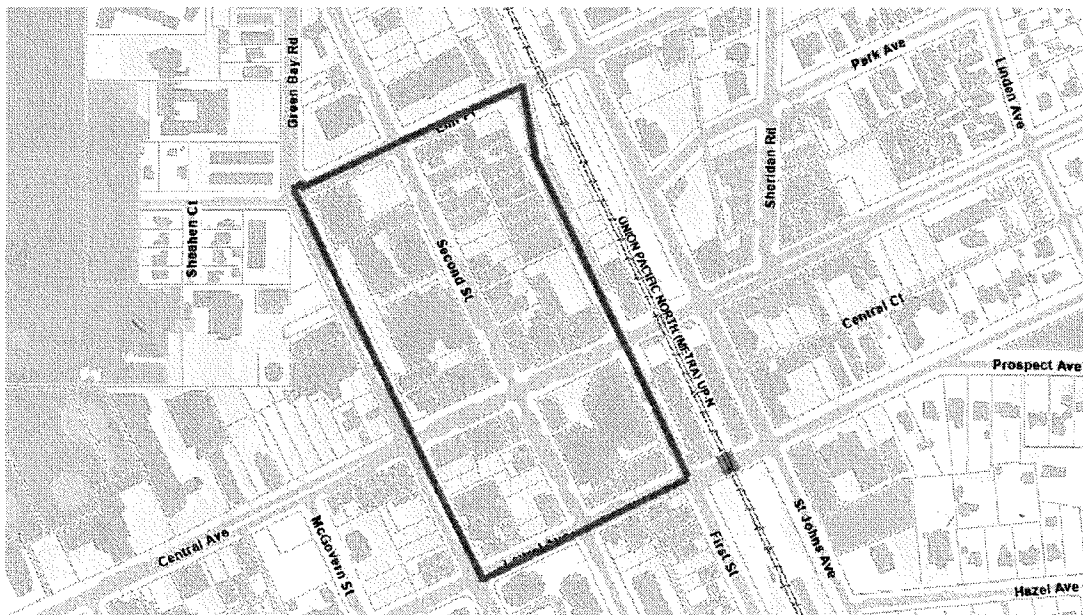 Green Bay Rd
Park Ave
Linden Ave
Sheridan Rd
Sheahen Ct
Second St
UNION PACIFIC NORTH (METRA) UP-N
Central Ct
Prospect Ave
Central Ave
McGovern St
First St
St Johns Ave
Hazel Ave